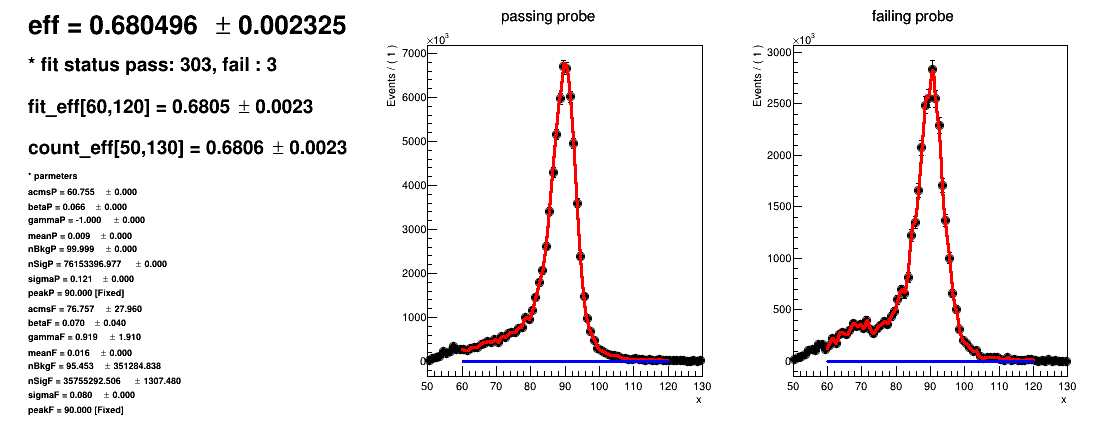 eff = 0.680496 ± 0.002325
* fit status pass: 303, fail : 3
fit_eff[60,120] = 0.6805 ± 0.0023
count_eff[50,130] = 0.6806 ± 0.0023
* parmeters
acmsP = 60.755 ± 0.000
betaP = 0.066 ± 0.000
gammaP = -1.000 ± 0.000
meanP = 0.009 ± 0.000
nBkgP = 99.999 ± 0.000
nSigP = 76153396.977 ± 0.000
sigmaP = 0.121 ± 0.000
peakP = 90.000 [Fixed]
acmsF = 76.757 ± 27.960
betaF = 0.070 ± 0.040
gammaF = 0.919 ± 1.910
meanF = 0.016 ± 0.000
nBkgF = 95.453 ± 351284.838
nSigF = 35755292.506 ± 1307.480
sigmaF = 0.080 ± 0.000
peakF = 90.000 [Fixed]
passing probe
×10³
Events / ( 1 )
7000
6000
5000
4000
3000
2000
1000
0
50 60 70 80 90 100 110 120 130
x
failing probe
×10³
Events / ( 1 )
3000
2500
2000
1500
1000
500
0
50 60 70 80 90 100 110 120 130
x